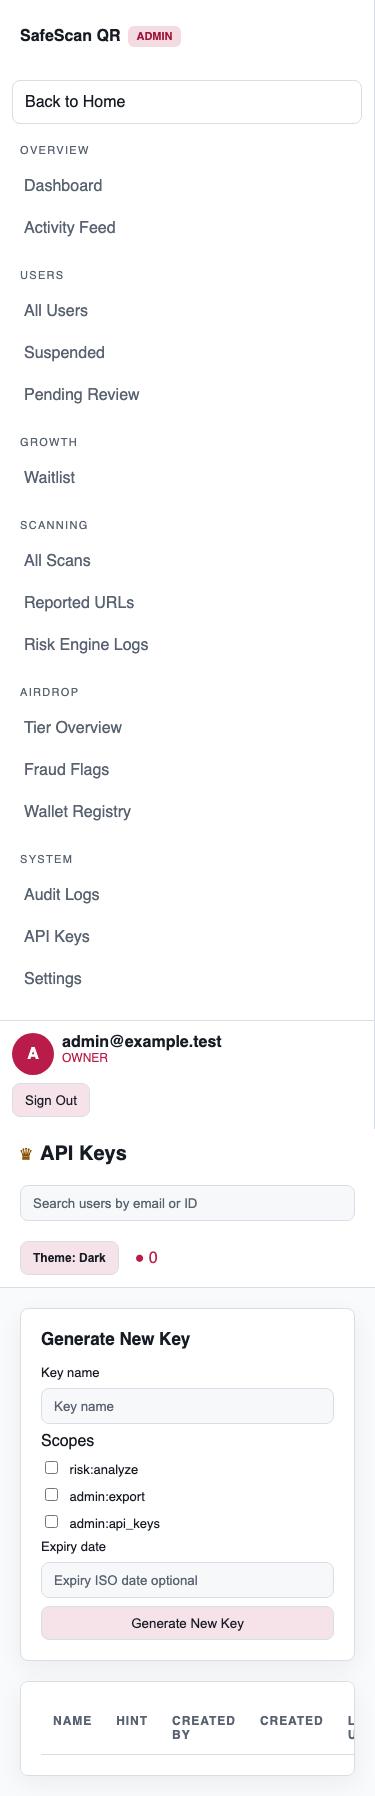 SafeScan QR ADMIN
Back to Home
OVERVIEW
Dashboard
Activity Feed
USERS
All Users
Suspended
Pending Review
GROWTH
Waitlist
SCANNING
All Scans
Reported URLs
Risk Engine Logs
AIRDROP
Tier Overview
Fraud Flags
Wallet Registry
SYSTEM
Audit Logs
API Keys
Settings
A
admin@example.test
OWNER
Sign Out
♛ API Keys
Search users by email or ID
Theme: Dark ● 0
Generate New Key
Key name
Key name
Scopes
risk:analyze
admin:export
admin:api_keys
Expiry date
Expiry ISO date optional
Generate New Key
NAME HINT CREATED BY CREATED